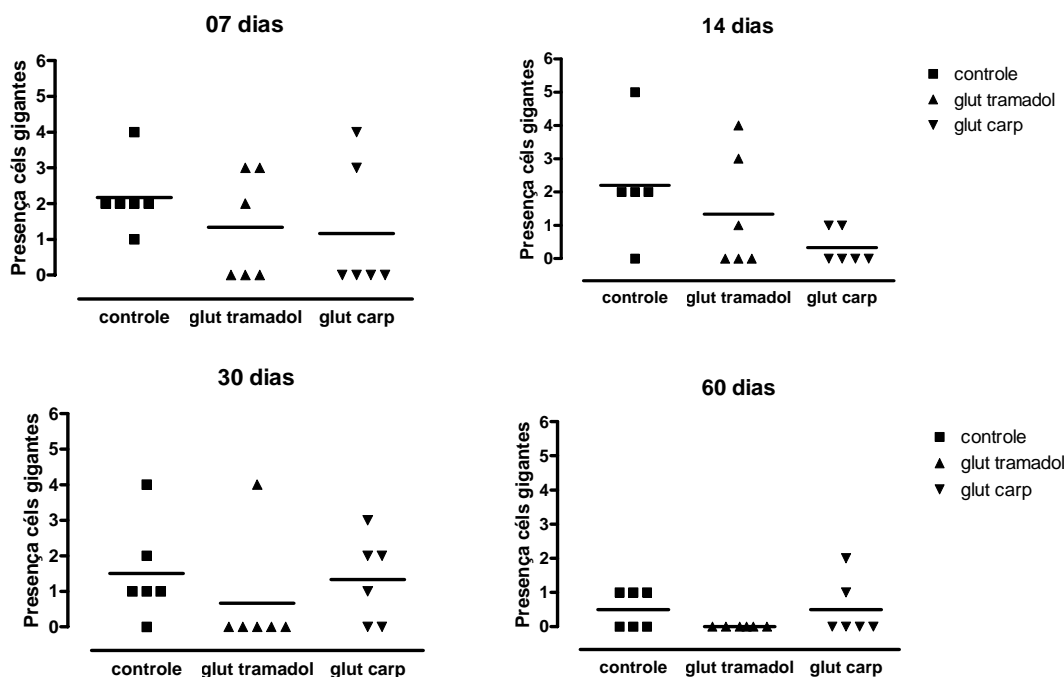 07 dias
Presença céls gigantes
6
5
4
3
2
1
0
controle glut tramadol glut carp
14 dias
Presença céls gigantes
6
5
4
3
2
1
0
controle glut tramadol glut carp
controle
glut tramadol
glut carp
30 dias
Presença céls gigantes
6
5
4
3
2
1
0
controle glut tramadol glut carp
60 dias
Presença céls gigantes
6
5
4
3
2
1
0
controle glut tramadol glut carp
controle
glut tramadol
glut carp